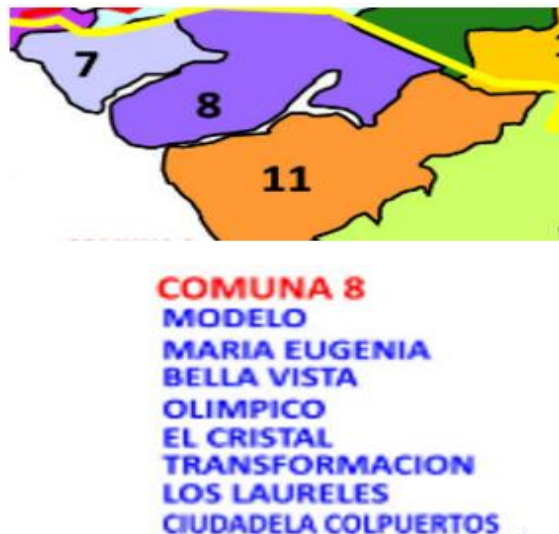 7
8
11
COMUNA 8
MODELO
MARIA EUGENIA
BELLA VISTA
OLIMPICO
EL CRISTAL
TRANSFORMACION
LOS LAURELES
CIUDADELA COLPUERTOS